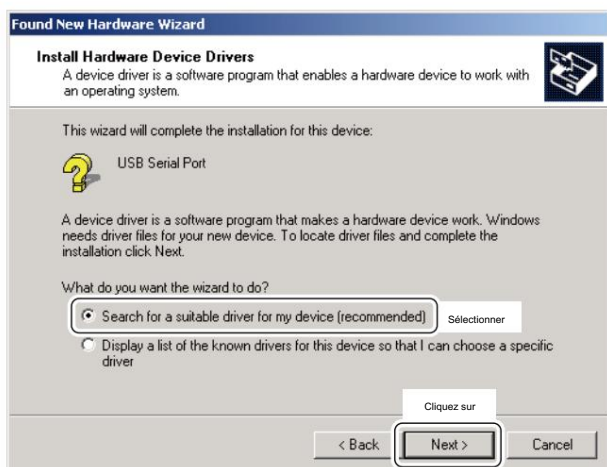 Found New Hardware Wizard
Install Hardware Device Drivers
A device driver is a software program that enables a hardware device to work with
an operating system.
This wizard will complete the installation for this device:
USB Serial Port
A device driver is a software program that makes a hardware device work. Windows
needs driver files for your new device. To locate driver files and complete the
installation click Next.
What do you want the wizard to do?
Search for a suitable driver for my device (recommended)
Sélectionner
Display a list of the known drivers for this device so that I can choose a specific
driver
Cliquez sur
< Back
Next >
Cancel